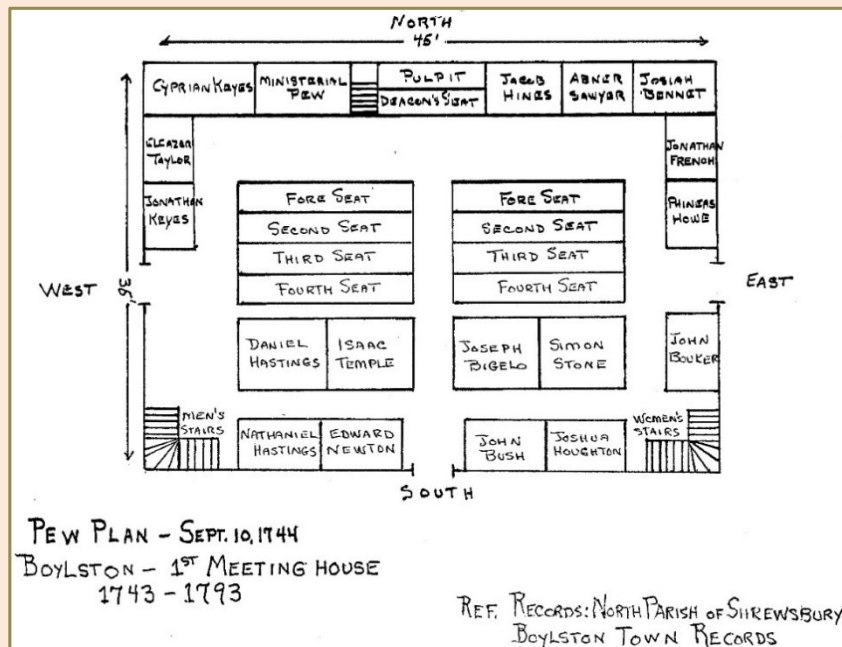 NORTH
45'
CYPRIAN KEYES
MINISTERIAL
PEW
PULPIT
DEACON'S SEAT
JACOB
HINES
ABNER
SAWYER
JOSIAH
BENNET
ELEAZER
TAYLOR
JONATHAN
KEYES
JONATHAN
FRENCH
PHINEAS
HOWE
FORE SEAT
SECOND SEAT
THIRD SEAT
FOURTH SEAT
FORE SEAT
SECOND SEAT
THIRD SEAT
FOURTH SEAT
WEST
36'
EAST
DANIEL
HASTINGS
ISAAC
TEMPLE
JOSEPH
BIGELO
SIMON
STONE
JOHN
BOUKER
MEN'S
STAIRS
NATHANIEL
HASTINGS
EDWARD
NEWTON
JOHN
BUSH
JOSHUA
HOUGHTON
WOMEN'S
STAIRS
SOUTH
PEW PLAN - SEPT. 10, 1744
BOYLSTON - 1ST MEETING HOUSE
1743 - 1793
REF. RECORDS: NORTH PARISH OF SHREWSBURY
BOYLSTON TOWN RECORDS